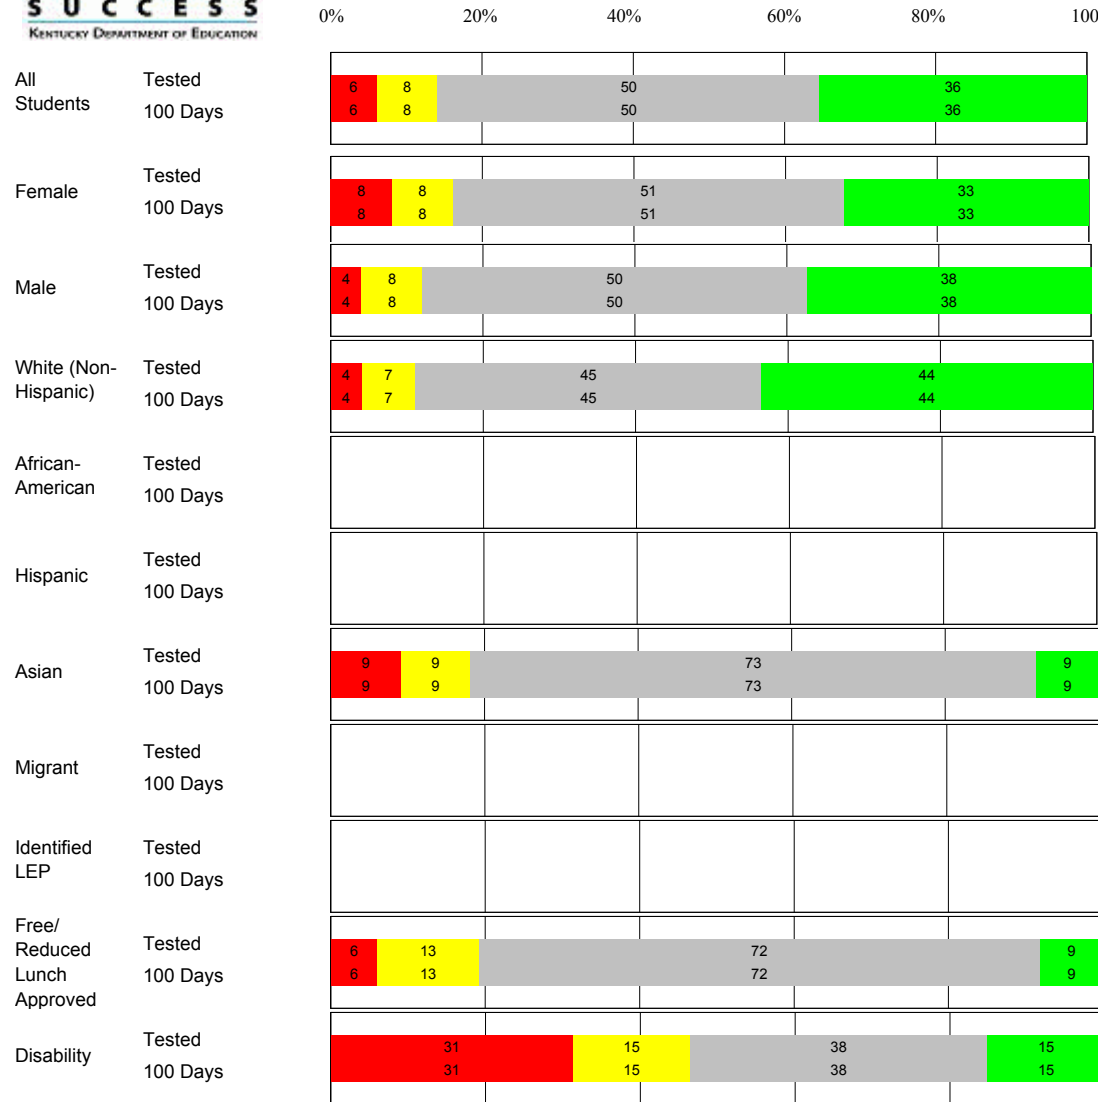 SUCCESS
KENTUCKY DEPARTMENT OF EDUCATION
0% 20% 40% 60% 80% 100
All Students
Tested 6 8 50 36
100 Days 6 8 50 36
Female
Tested 8 8 51 33
100 Days 8 8 51 33
Male
Tested 4 8 50 38
100 Days 4 8 50 38
White (Non-
Hispanic)
Tested 4 7 45 44
100 Days 4 7 45 44
African-
American
Tested
100 Days
Hispanic
Tested
100 Days
Asian
Tested 9 9 73 9
100 Days 9 9 73 9
Migrant
Tested
100 Days
Identified
LEP
Tested
100 Days
Free/
Reduced
Lunch
Approved
Tested 6 13 72 9
100 Days 6 13 72 9
Disability
Tested 31 15 38 15
100 Days 31 15 38 15